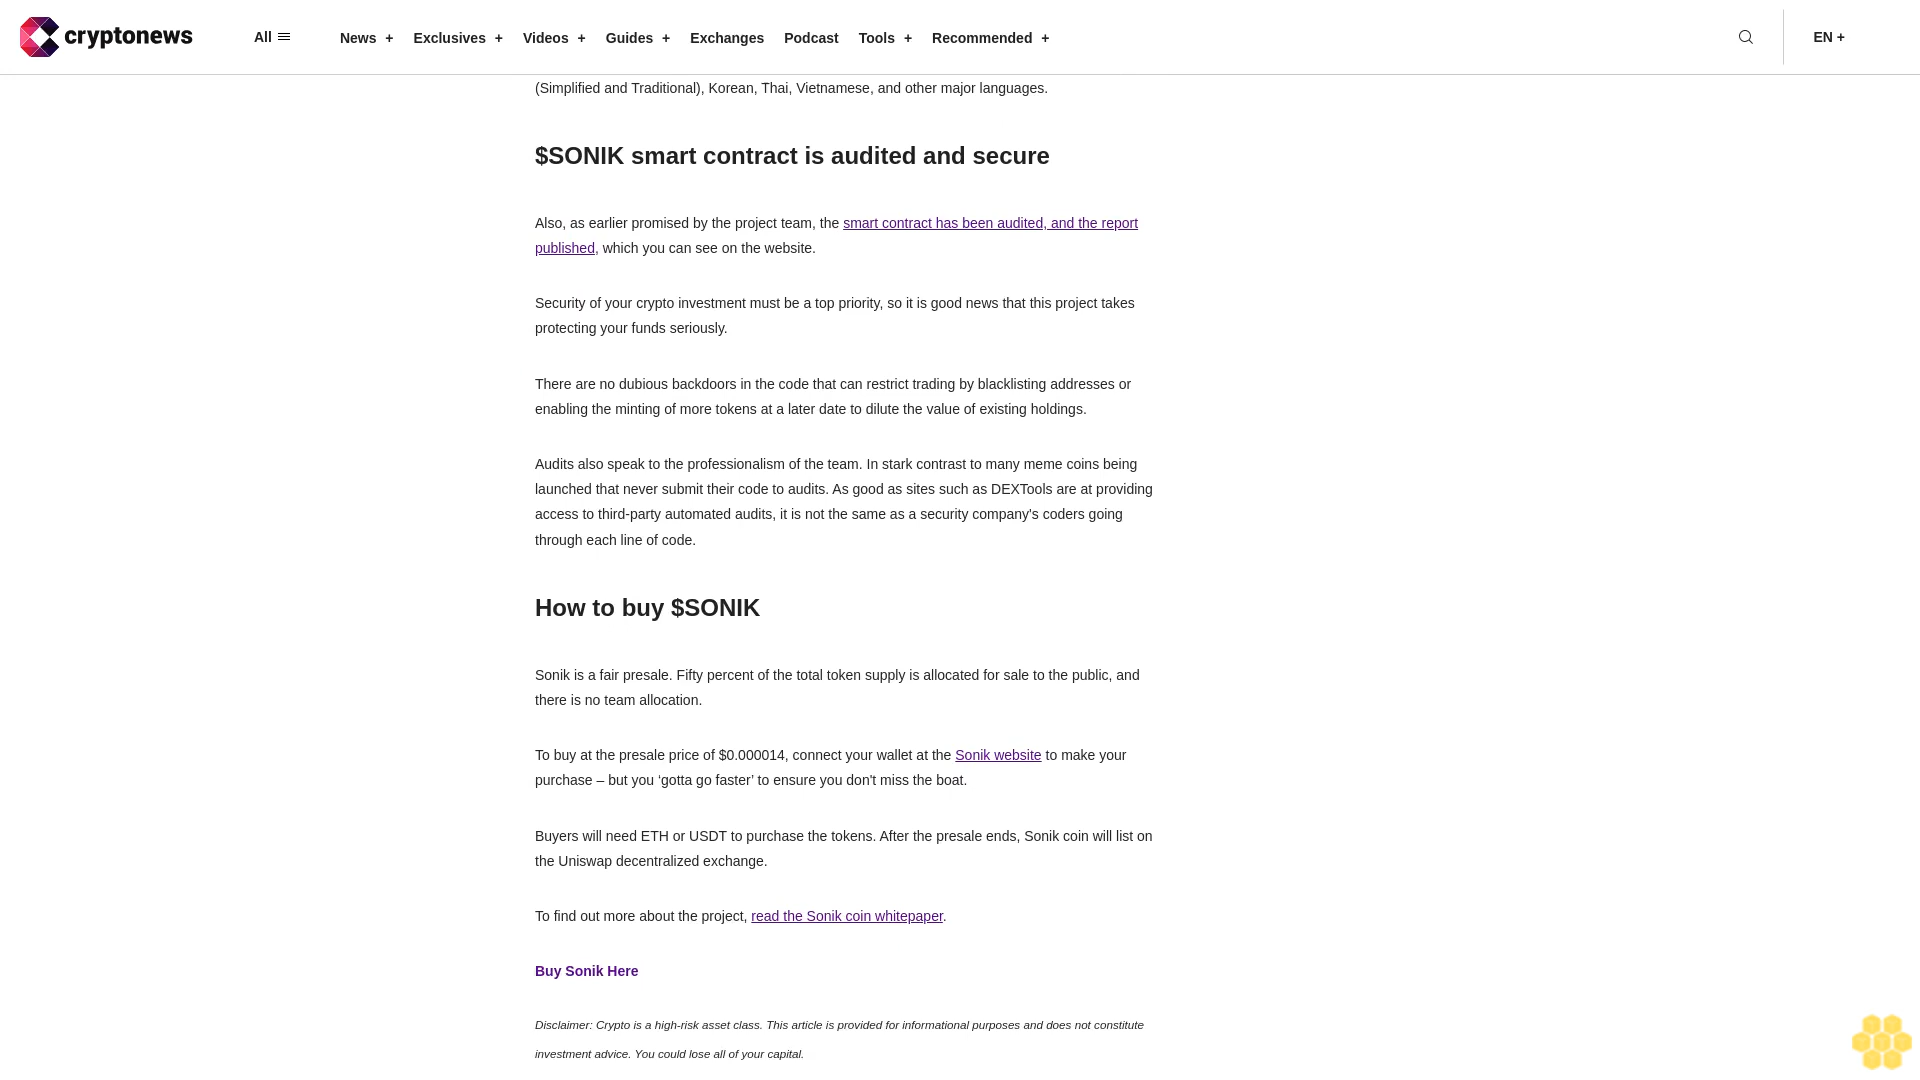 cryptonews
All
News +
Exclusives +
Videos +
Guides +
Exchanges
Podcast
Tools +
Recommended +
EN +
(Simplified and Traditional), Korean, Thai, Vietnamese, and other major languages.
$SONIK smart contract is audited and secure
Also, as earlier promised by the project team, the smart contract has been audited, and the report
published, which you can see on the website.
Security of your crypto investment must be a top priority, so it is good news that this project takes
protecting your funds seriously.
There are no dubious backdoors in the code that can restrict trading by blacklisting addresses or
enabling the minting of more tokens at a later date to dilute the value of existing holdings.
Audits also speak to the professionalism of the team. In stark contrast to many meme coins being
launched that never submit their code to audits. As good as sites such as DEXTools are at providing
access to third-party automated audits, it is not the same as a security company's coders going
through each line of code.
How to buy $SONIK
Sonik is a fair presale. Fifty percent of the total token supply is allocated for sale to the public, and
there is no team allocation.
To buy at the presale price of $0.000014, connect your wallet at the Sonik website to make your
purchase – but you ‘gotta go faster’ to ensure you don't miss the boat.
Buyers will need ETH or USDT to purchase the tokens. After the presale ends, Sonik coin will list on
the Uniswap decentralized exchange.
To find out more about the project, read the Sonik coin whitepaper.
Buy Sonik Here
Disclaimer: Crypto is a high-risk asset class. This article is provided for informational purposes and does not constitute
investment advice. You could lose all of your capital.